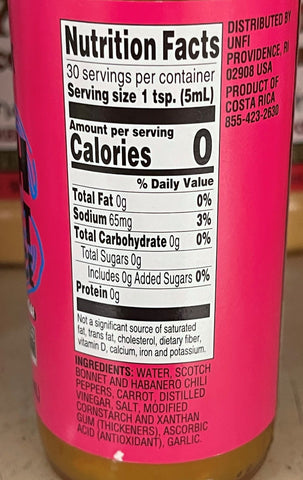 Nutrition Facts
30 servings per container
Serving size 1 tsp. (5mL)
Amount per serving
Calories 0
% Daily Value
Total Fat 0g 0%
Sodium 65mg 3%
Total Carbohydrate 0g 0%
Total Sugars 0g
Includes 0g Added Sugars 0%
Protein 0g
Not a significant source of saturated
fat, trans fat, cholesterol, dietary fiber,
vitamin D, calcium, iron and potassium.
INGREDIENTS: WATER, SCOTCH
BONNET AND HABANERO CHILI
PEPPERS, CARROT, DISTILLED
VINEGAR, SALT, MODIFIED
CORNSTARCH AND XANTHAN
GUM (THICKENERS), ASCORBIC
ACID (ANTIOXIDANT), GARLIC.
DISTRIBUTED BY
UNFI
PROVIDENCE, RI
02908 USA
PRODUCT OF
COSTA RICA
855-423-2630